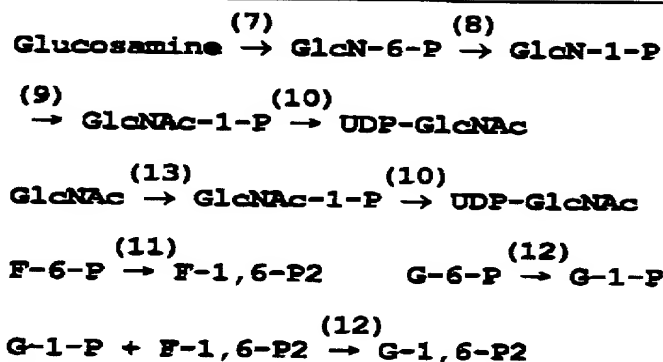 Glucosamine (7) → GlcN-6-P (8) → GlcN-1-P
(9) → GlcNAc-1-P (10) → UDP-GlcNAc
GlcNAc (13) → GlcNAc-1-P (10) → UDP-GlcNAc
F-6-P (11) → F-1,6-P2 G-6-P (12) → G-1-P
G-1-P + F-1,6-P2 (12) → G-1,6-P2